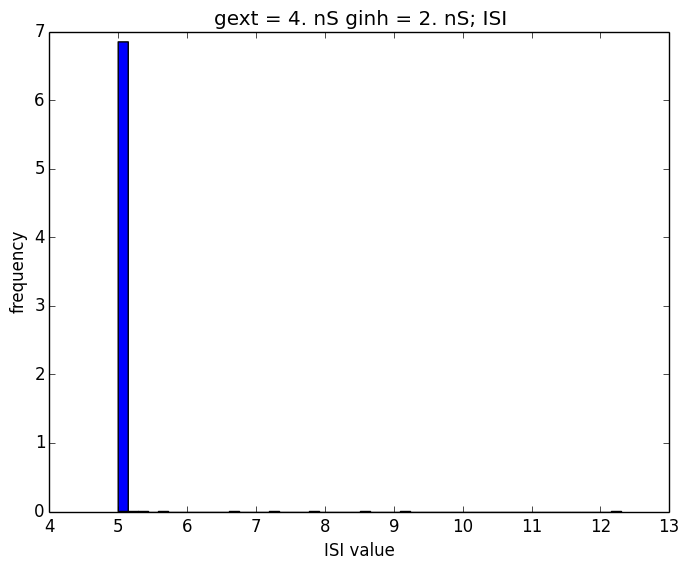 gext = 4. nS ginh = 2. nS; ISI
7
6
5
4
3
2
1
0
frequency
4 5 6 7 8 9 10 11 12 13
ISI value